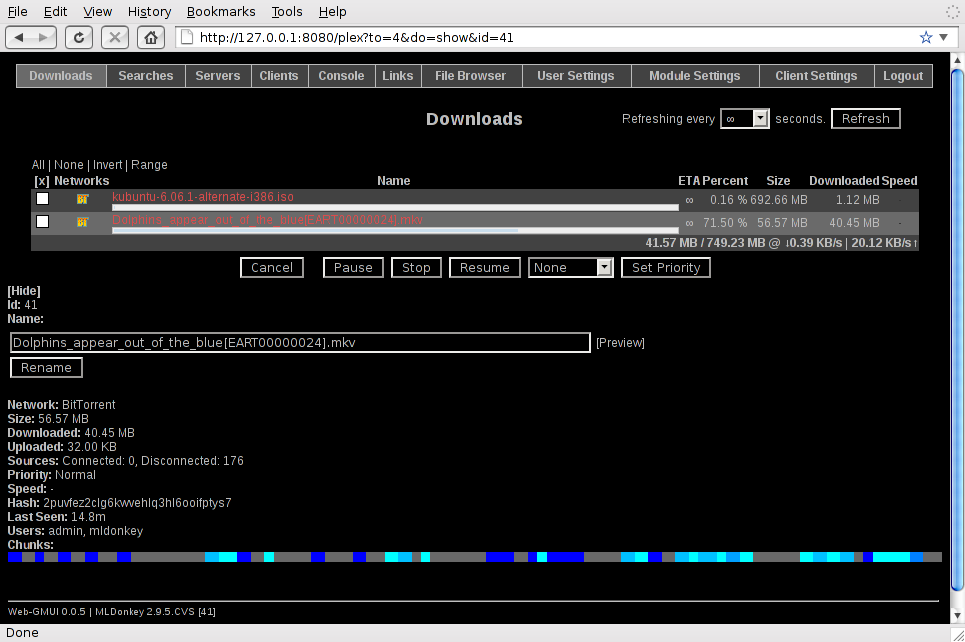 File Edit View History Bookmarks Tools Help
http://127.0.0.1:8080/plex?to=4&do=show&id=41
Downloads Searches Servers Clients Console Links File Browser User Settings Module Settings Client Settings Logout
Downloads Refreshing every ∞ seconds. Refresh
All | None | Invert | Range
[x] Networks Name ETA Percent Size Downloaded Speed
kubuntu-6.06.1-alternate-i386.iso ∞ 0.16 % 692.66 MB 1.12 MB -
Dolphins_appear_out_of_the_blue[EART00000024].mkv ∞ 71.50 % 56.57 MB 40.45 MB -
41.57 MB / 749.23 MB @ ↓0.39 KB/s | 20.12 KB/s↑
Cancel Pause Stop Resume None Set Priority
[Hide]
Id: 41
Name:
Dolphins_appear_out_of_the_blue[EART00000024].mkv [Preview]
Rename
Network: BitTorrent
Size: 56.57 MB
Downloaded: 40.45 MB
Uploaded: 32.00 KB
Sources: Connected: 0, Disconnected: 176
Priority: Normal
Speed: -
Hash: 2puvfez2clg6kwvehlq3hl6ooifptys7
Last Seen: 14.8m
Users: admin, mldonkey
Chunks:
Web-GMUI 0.0.5 | MLDonkey 2.9.5.CVS [41]
Done